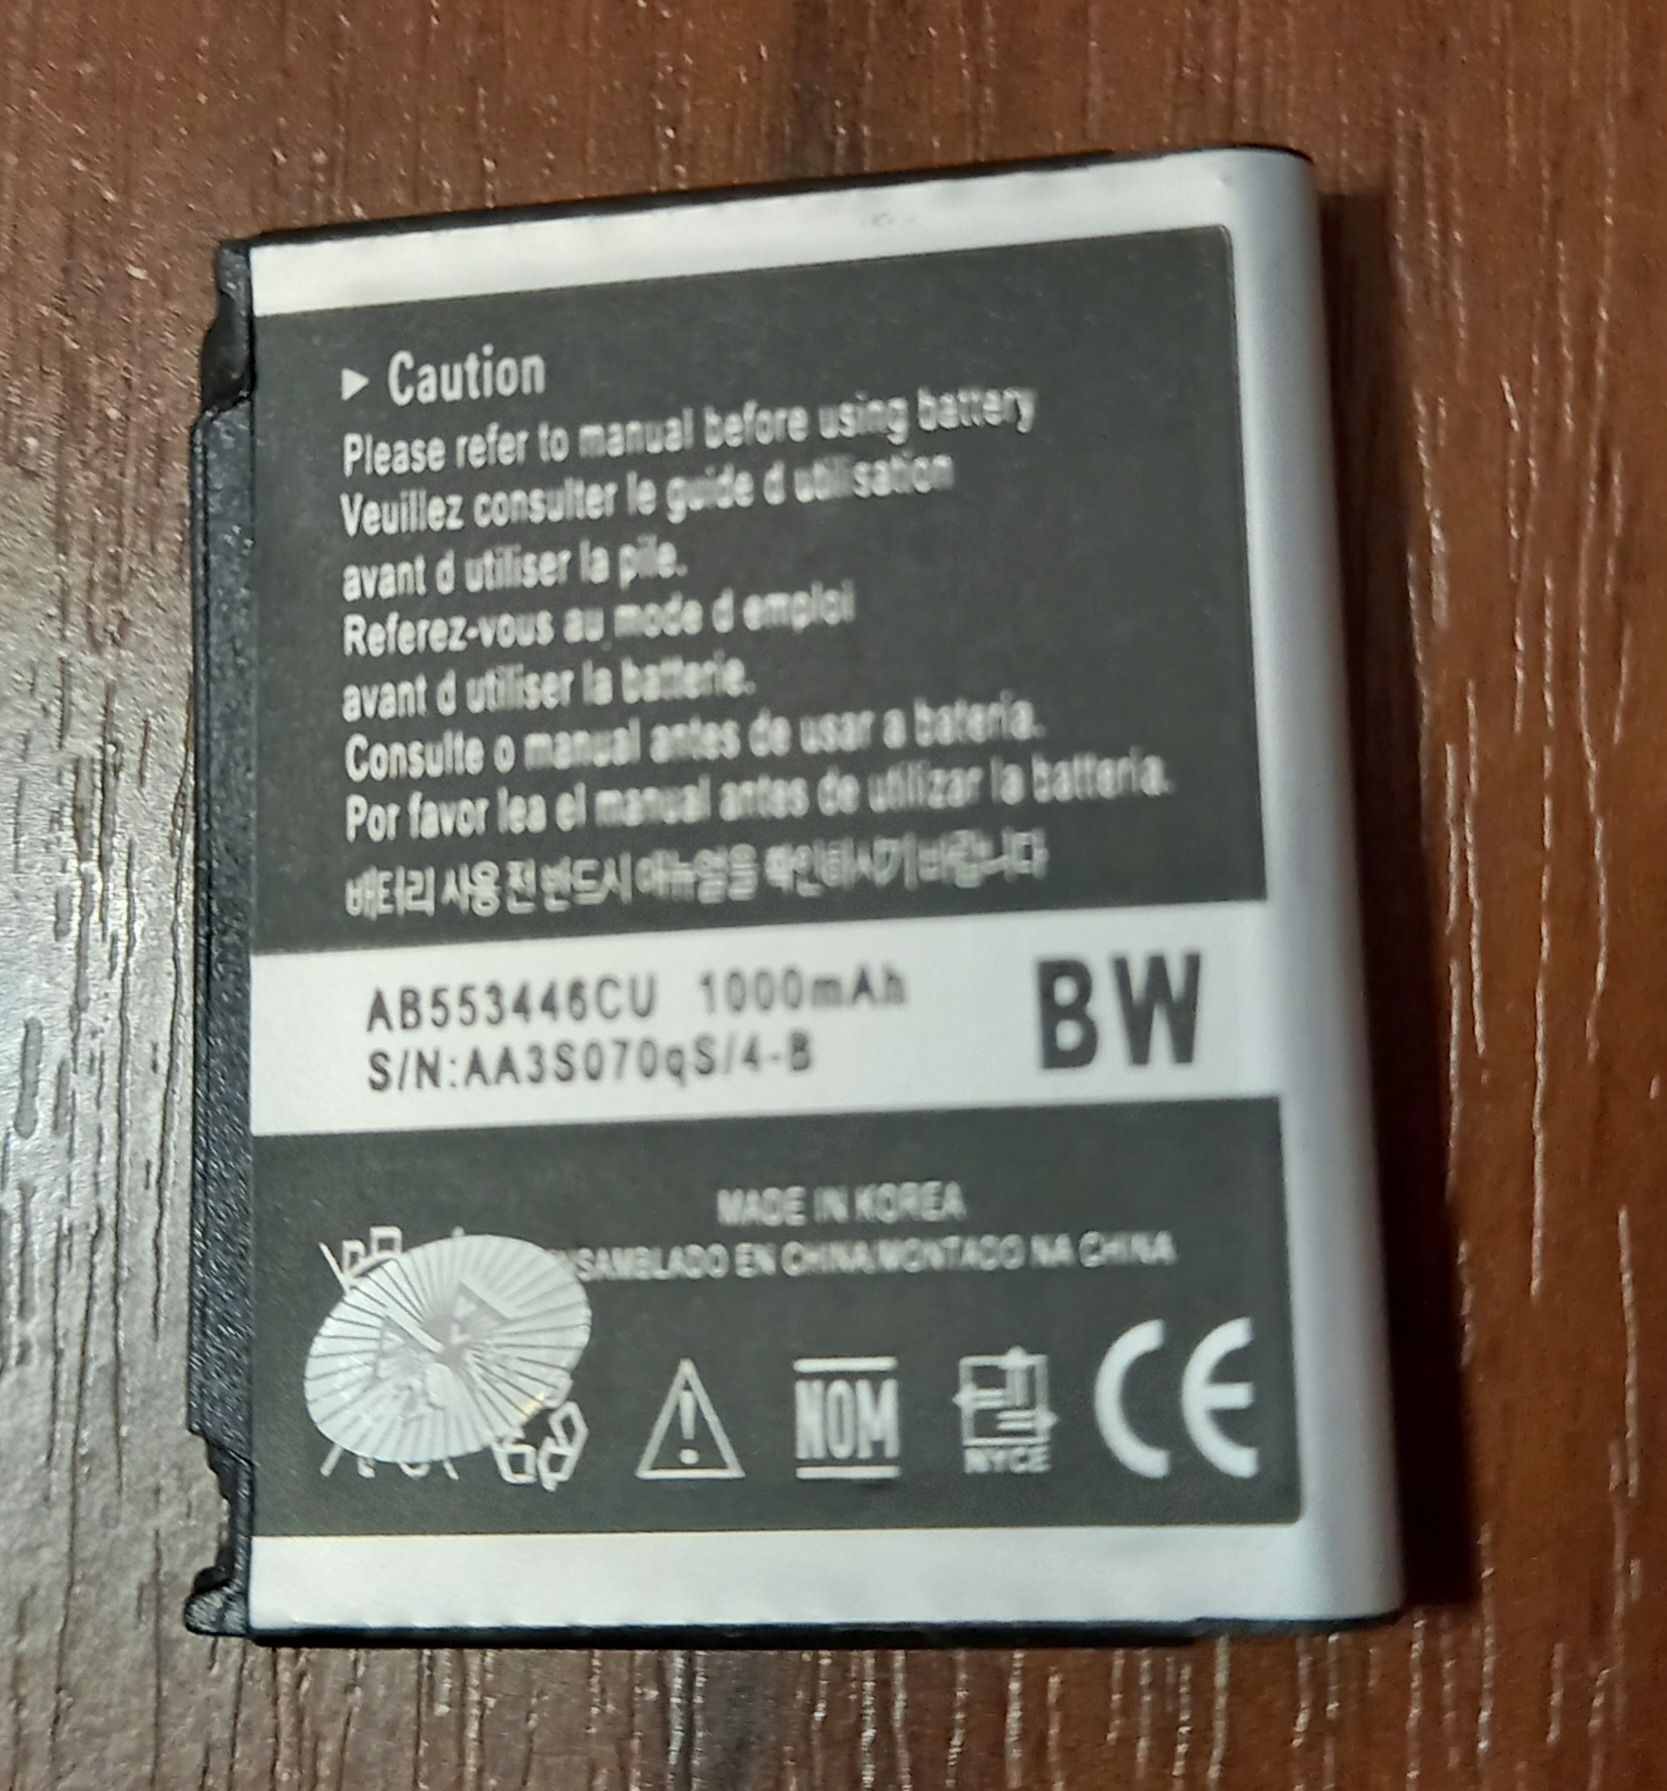 ► Caution
Please refer to manual before using battery
Veuillez consulter le guide d utilisation
avant d utiliser la pile.
Referez-vous au mode d emploi
avant d utiliser la batterie.
Consulte o manual antes de usar a bateria.
Por favor lea el manual antes de utilizar la batteria.
배터리 사용 전 반드시 매뉴얼을 확인하시기 바랍니다
AB553446CU 1000mAh
S/N:AA3S070qS/4-B
BW
MADE IN KOREA
NSAMBLADO EN CHINA,MONTADO NA CHINA
NOM
NYCE
CE